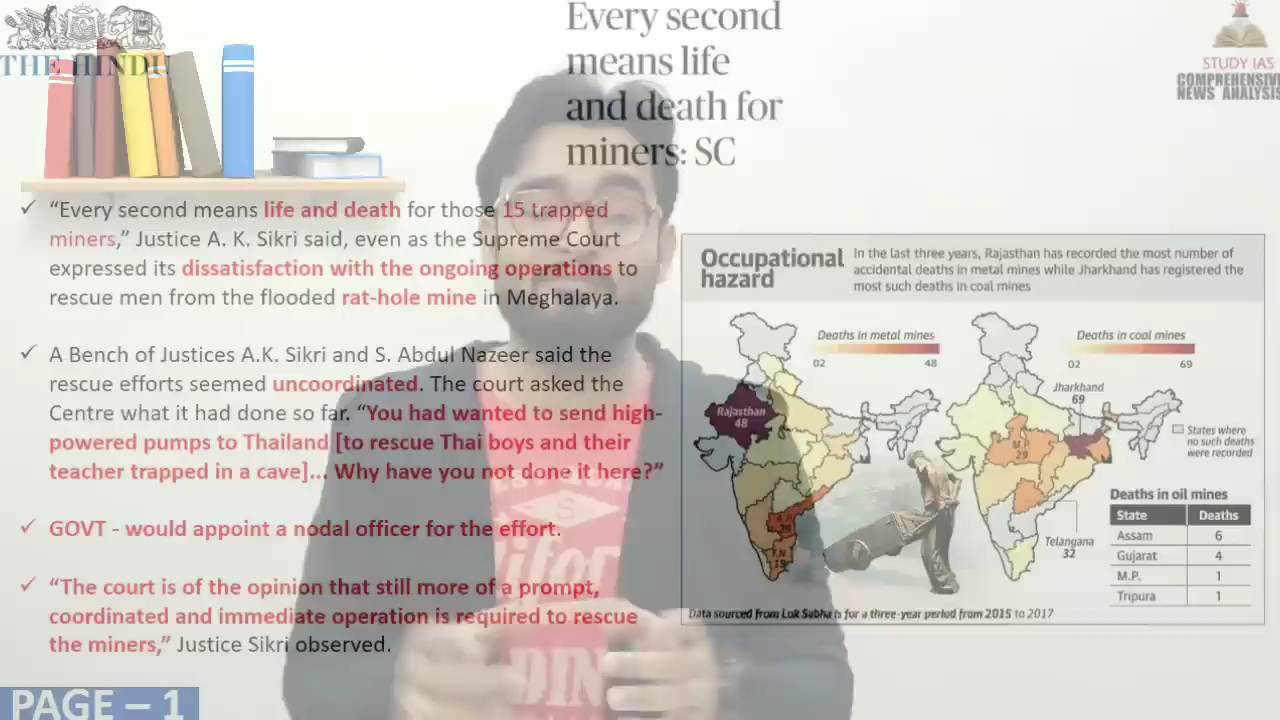 THE HINDU
Every second
means life
and death for
miners: SC
STUDY IAS
COMPREHENSIVE
NEWS ANALYSIS
✓ “Every second means life and death for those 15 trapped
miners,” Justice A. K. Sikri said, even as the Supreme Court
expressed its dissatisfaction with the ongoing operations to
rescue men from the flooded rat-hole mine in Meghalaya.
✓ A Bench of Justices A.K. Sikri and S. Abdul Nazeer said the
rescue efforts seemed uncoordinated. The court asked the
Centre what it had done so far. “You had wanted to send high-
powered pumps to Thailand [to rescue Thai boys and their
teacher trapped in a cave]... Why have you not done it here?”
✓ GOVT - would appoint a nodal officer for the effort.
✓ “The court is of the opinion that still more of a prompt,
coordinated and immediate operation is required to rescue
the miners,” Justice Sikri observed.
PAGE – 1
Occupational
hazard
In the last three years, Rajasthan has recorded the most number of
accidental deaths in metal mines while Jharkhand has registered the
most such deaths in coal mines
Deaths in metal mines
02 48
Rajasthan
48
A.P.
T.N.
Deaths in coal mines
02 69
Jharkhand
69
M.P.
29
States where
no such deaths
were recorded
Telangana
32
Deaths in oil mines
State Deaths
Assam 6
Gujarat 4
M.P. 1
Tripura 1
Data sourced from Lok Sabha is for a three-year period from 2015 to 2017
DIN